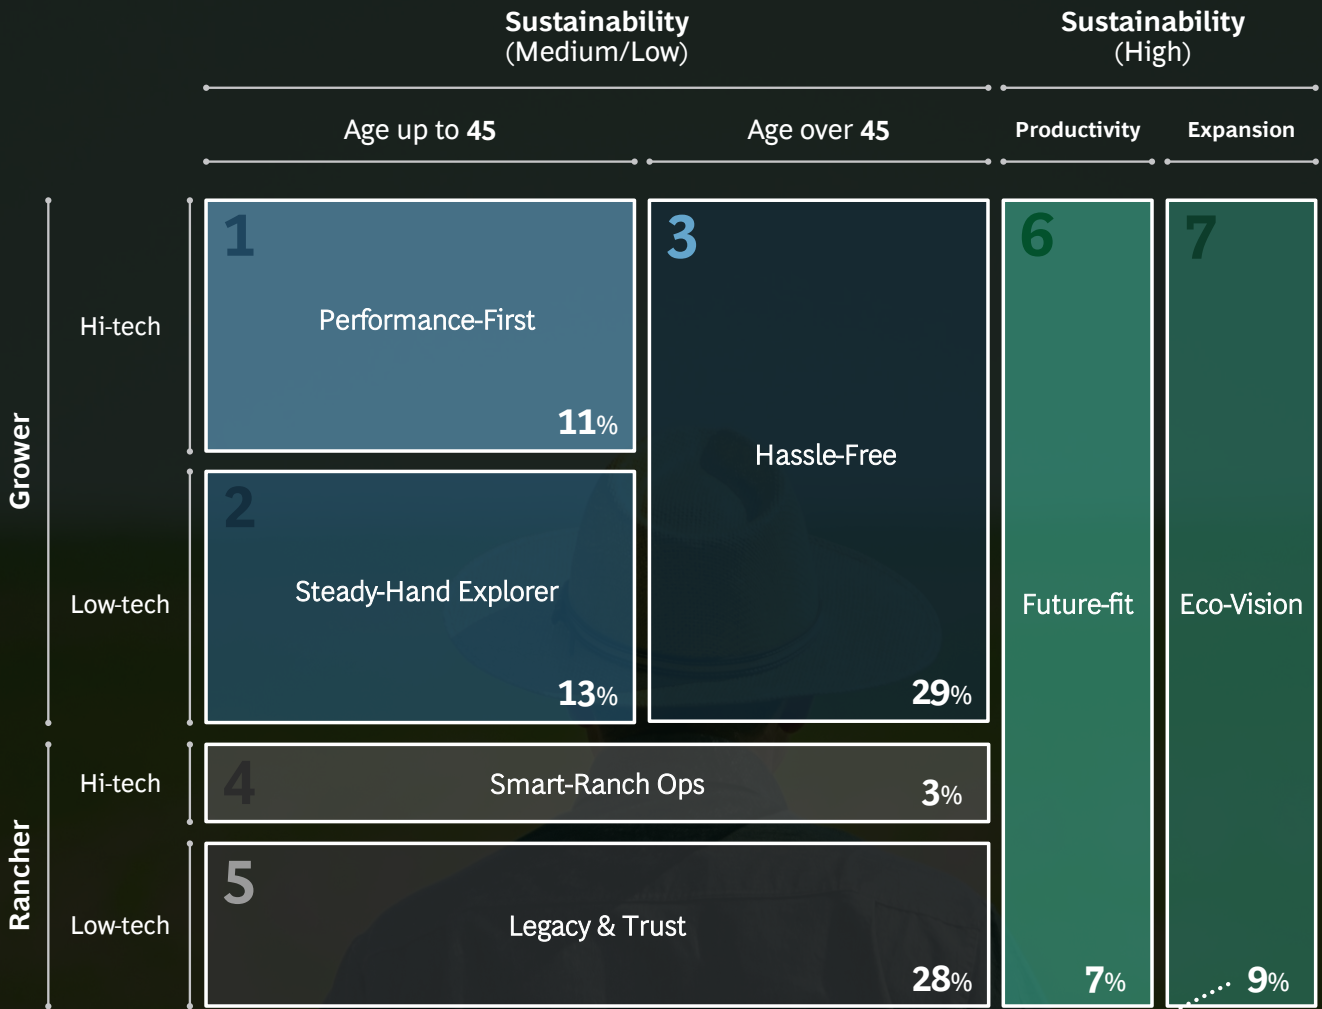 Sustainability
(Medium/Low)
Sustainability
(High)
Age up to 45
Age over 45
Productivity
Expansion
Grower
Hi-tech
Low-tech
Rancher
Hi-tech
Low-tech
1
Performance-First
11%
2
Steady-Hand Explorer
13%
3
Hassle-Free
29%
4
Smart-Ranch Ops
3%
5
Legacy & Trust
28%
6
Future-fit
7%
7
Eco-Vision
9%